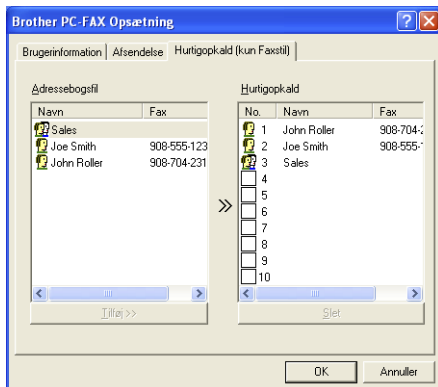 Brother PC-FAX Opsætning
Brugerinformation Afsendelse Hurtigopkald (kun Faxstil)
Adressebogsfil
Navn Fax
Sales
Joe Smith 908-555-123
John Roller 908-704-231
Tilføj >>
>>
Hurtigopkald
No. Navn Fax
1 John Roller 908-704-2
2 Joe Smith 908-555-
3 Sales
4
5
6
7
8
9
10
Slet
OK Annuller